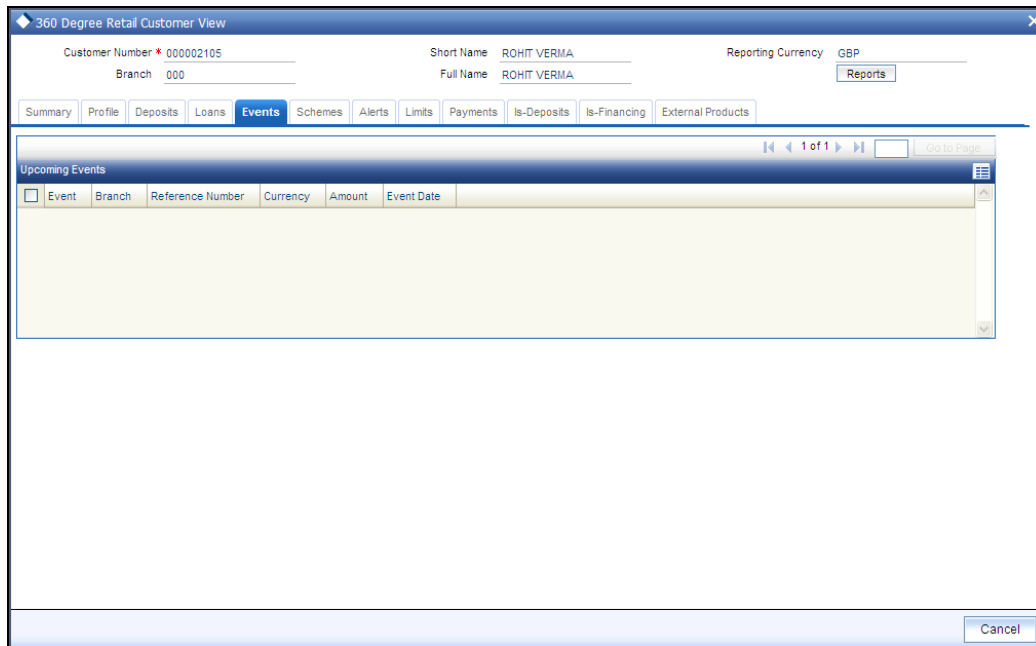 360 Degree Retail Customer View
Customer Number * 000002105 Short Name ROHIT VERMA Reporting Currency GBP
Branch 000 Full Name ROHIT VERMA Reports
Summary Profile Deposits Loans Events Schemes Alerts Limits Payments Is-Deposits Is-Financing External Products
1 of 1 Go to Page
Upcoming Events
Event Branch Reference Number Currency Amount Event Date
Cancel